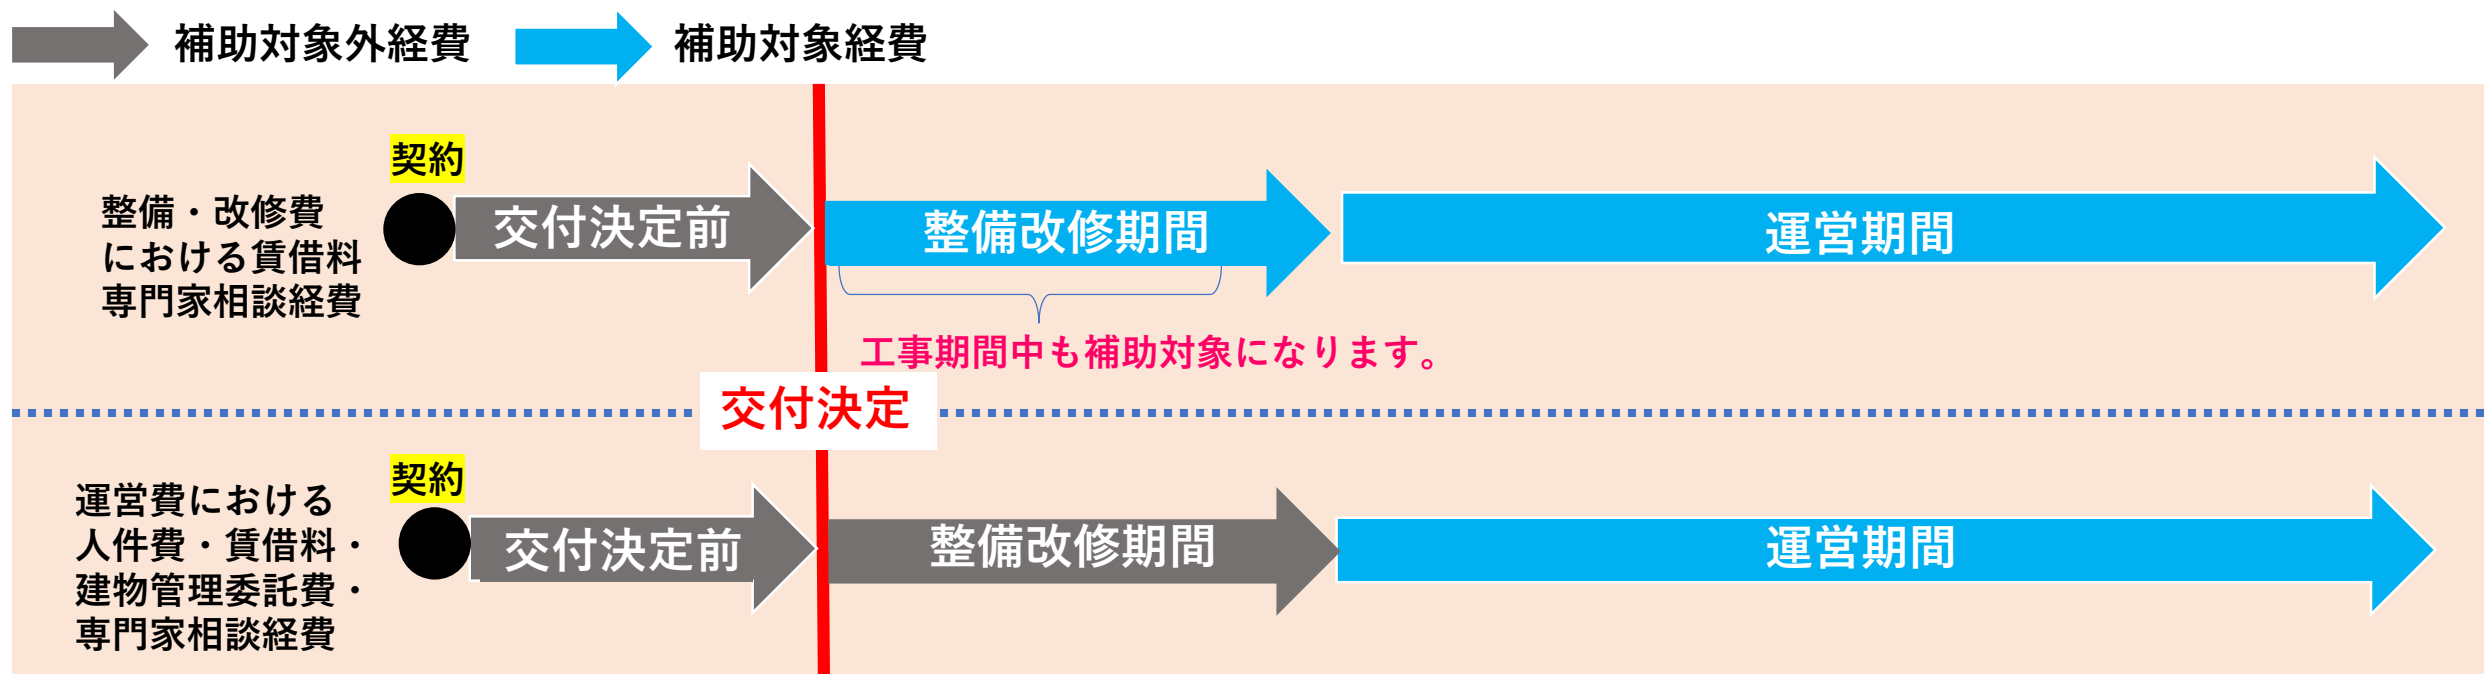 補助対象外経費
補助対象経費
契約
整備・改修費
における賃借料
専門家相談経費
交付決定前
整備改修期間
運営期間
工事期間中も補助対象になります。
交付決定
契約
運営費における
人件費・賃借料・
建物管理委託費・
専門家相談経費
交付決定前
整備改修期間
運営期間